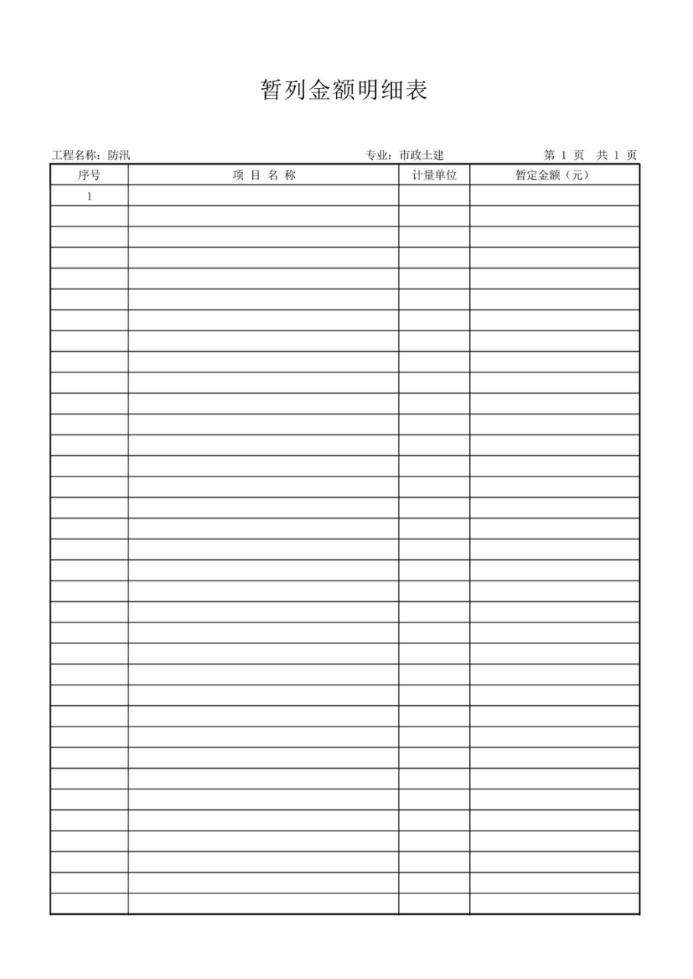 暂列金额明细表
工程名称：防汛 专业：市政土建 第 1 页 共 1 页
序号 项 目 名 称 计量单位 暂定金额（元）
1